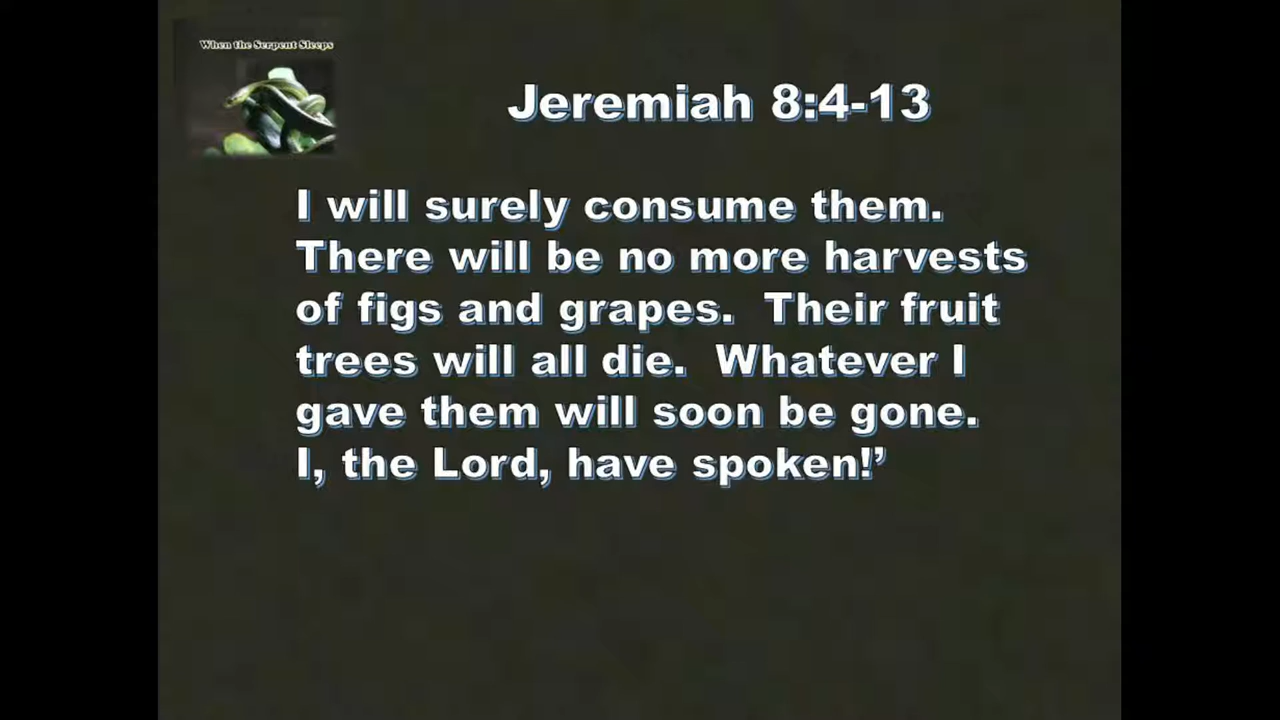 When the Serpent Sleeps
Jeremiah 8:4-13
I will surely consume them.
There will be no more harvests
of figs and grapes.  Their fruit
trees will all die.  Whatever I
gave them will soon be gone.
I, the Lord, have spoken!’